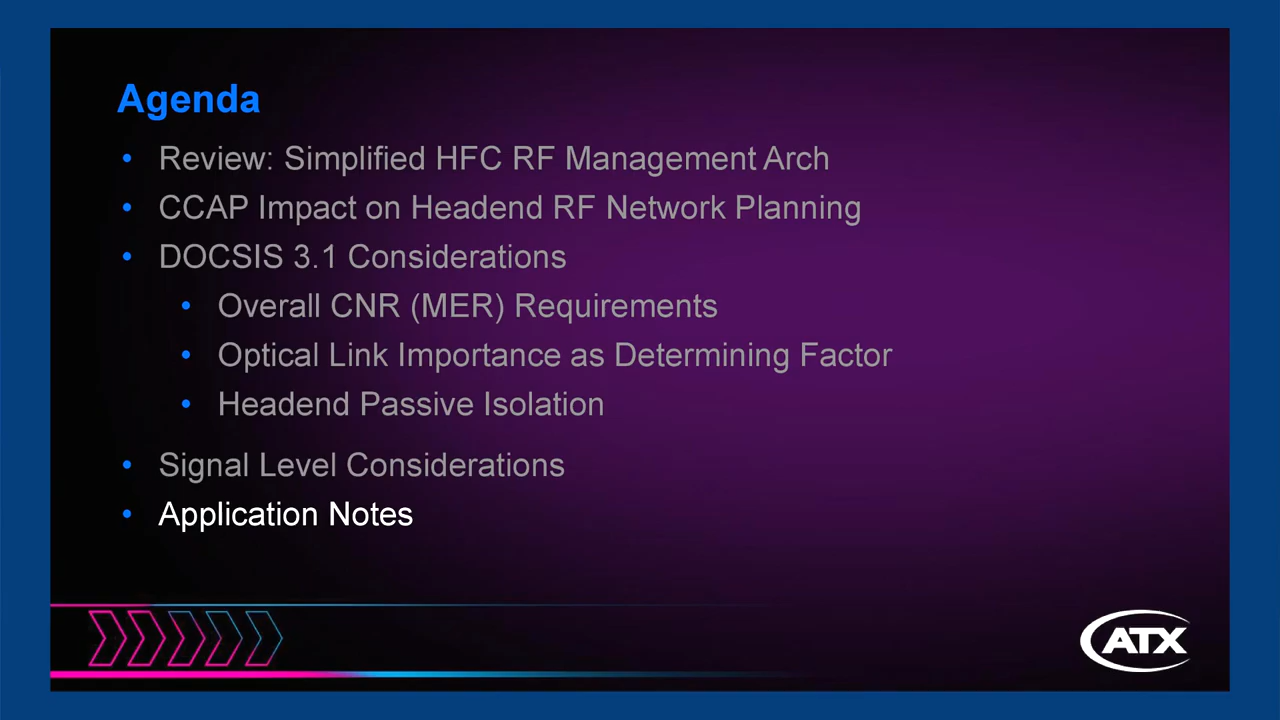 Agenda
• Review: Simplified HFC RF Management Arch
• CCAP Impact on Headend RF Network Planning
• DOCSIS 3.1 Considerations
• Overall CNR (MER) Requirements
• Optical Link Importance as Determining Factor
• Headend Passive Isolation
• Signal Level Considerations
• Application Notes
ATX